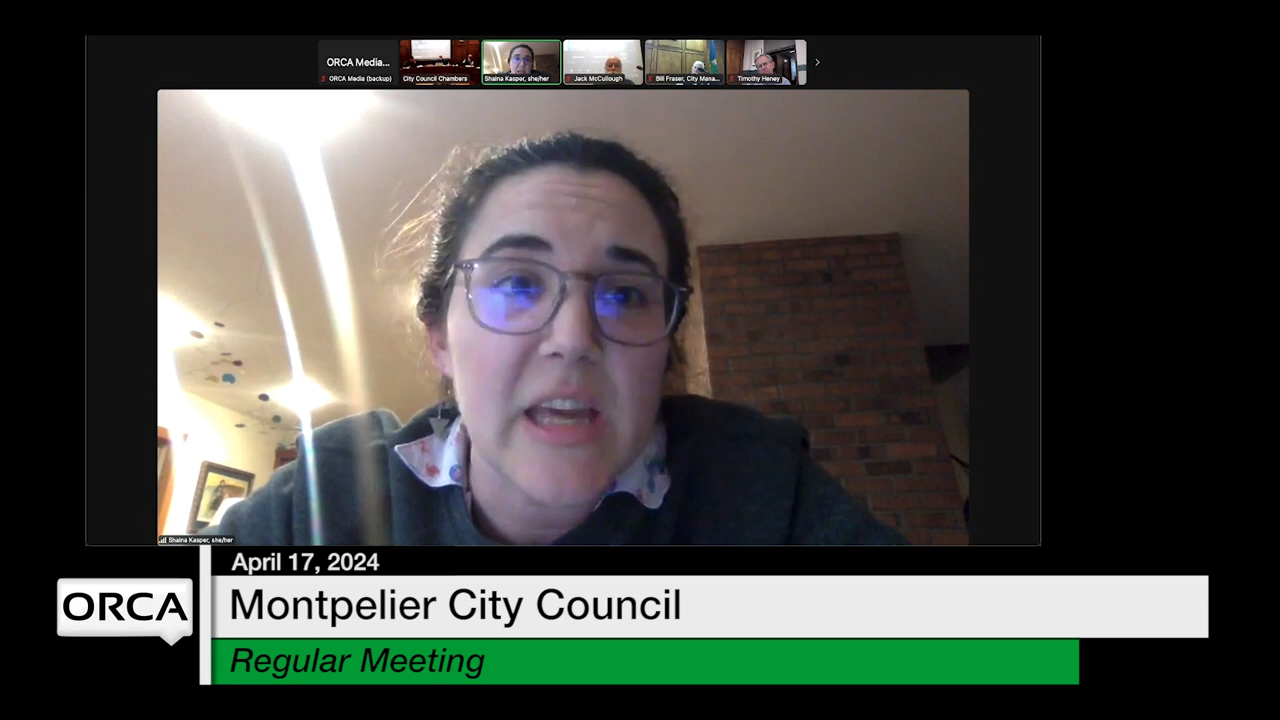 ORCA Media...
ORCA Media (backup)
City Council Chambers
Shaina Kasper, she/her
Jack McCullough
Bill Fraser, City Mana...
Timothy Heney
Shaina Kasper, she/her
April 17, 2024
ORCA
Montpelier City Council
Regular Meeting